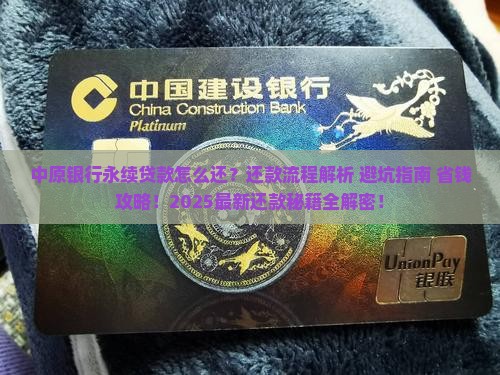 中国建设银行
China Construction Bank
Platinum
中原银行永续贷款怎么还？还款流程解析 避坑指南 省钱
攻略！2025最新还款秘籍全解密！
UnionPay
银联